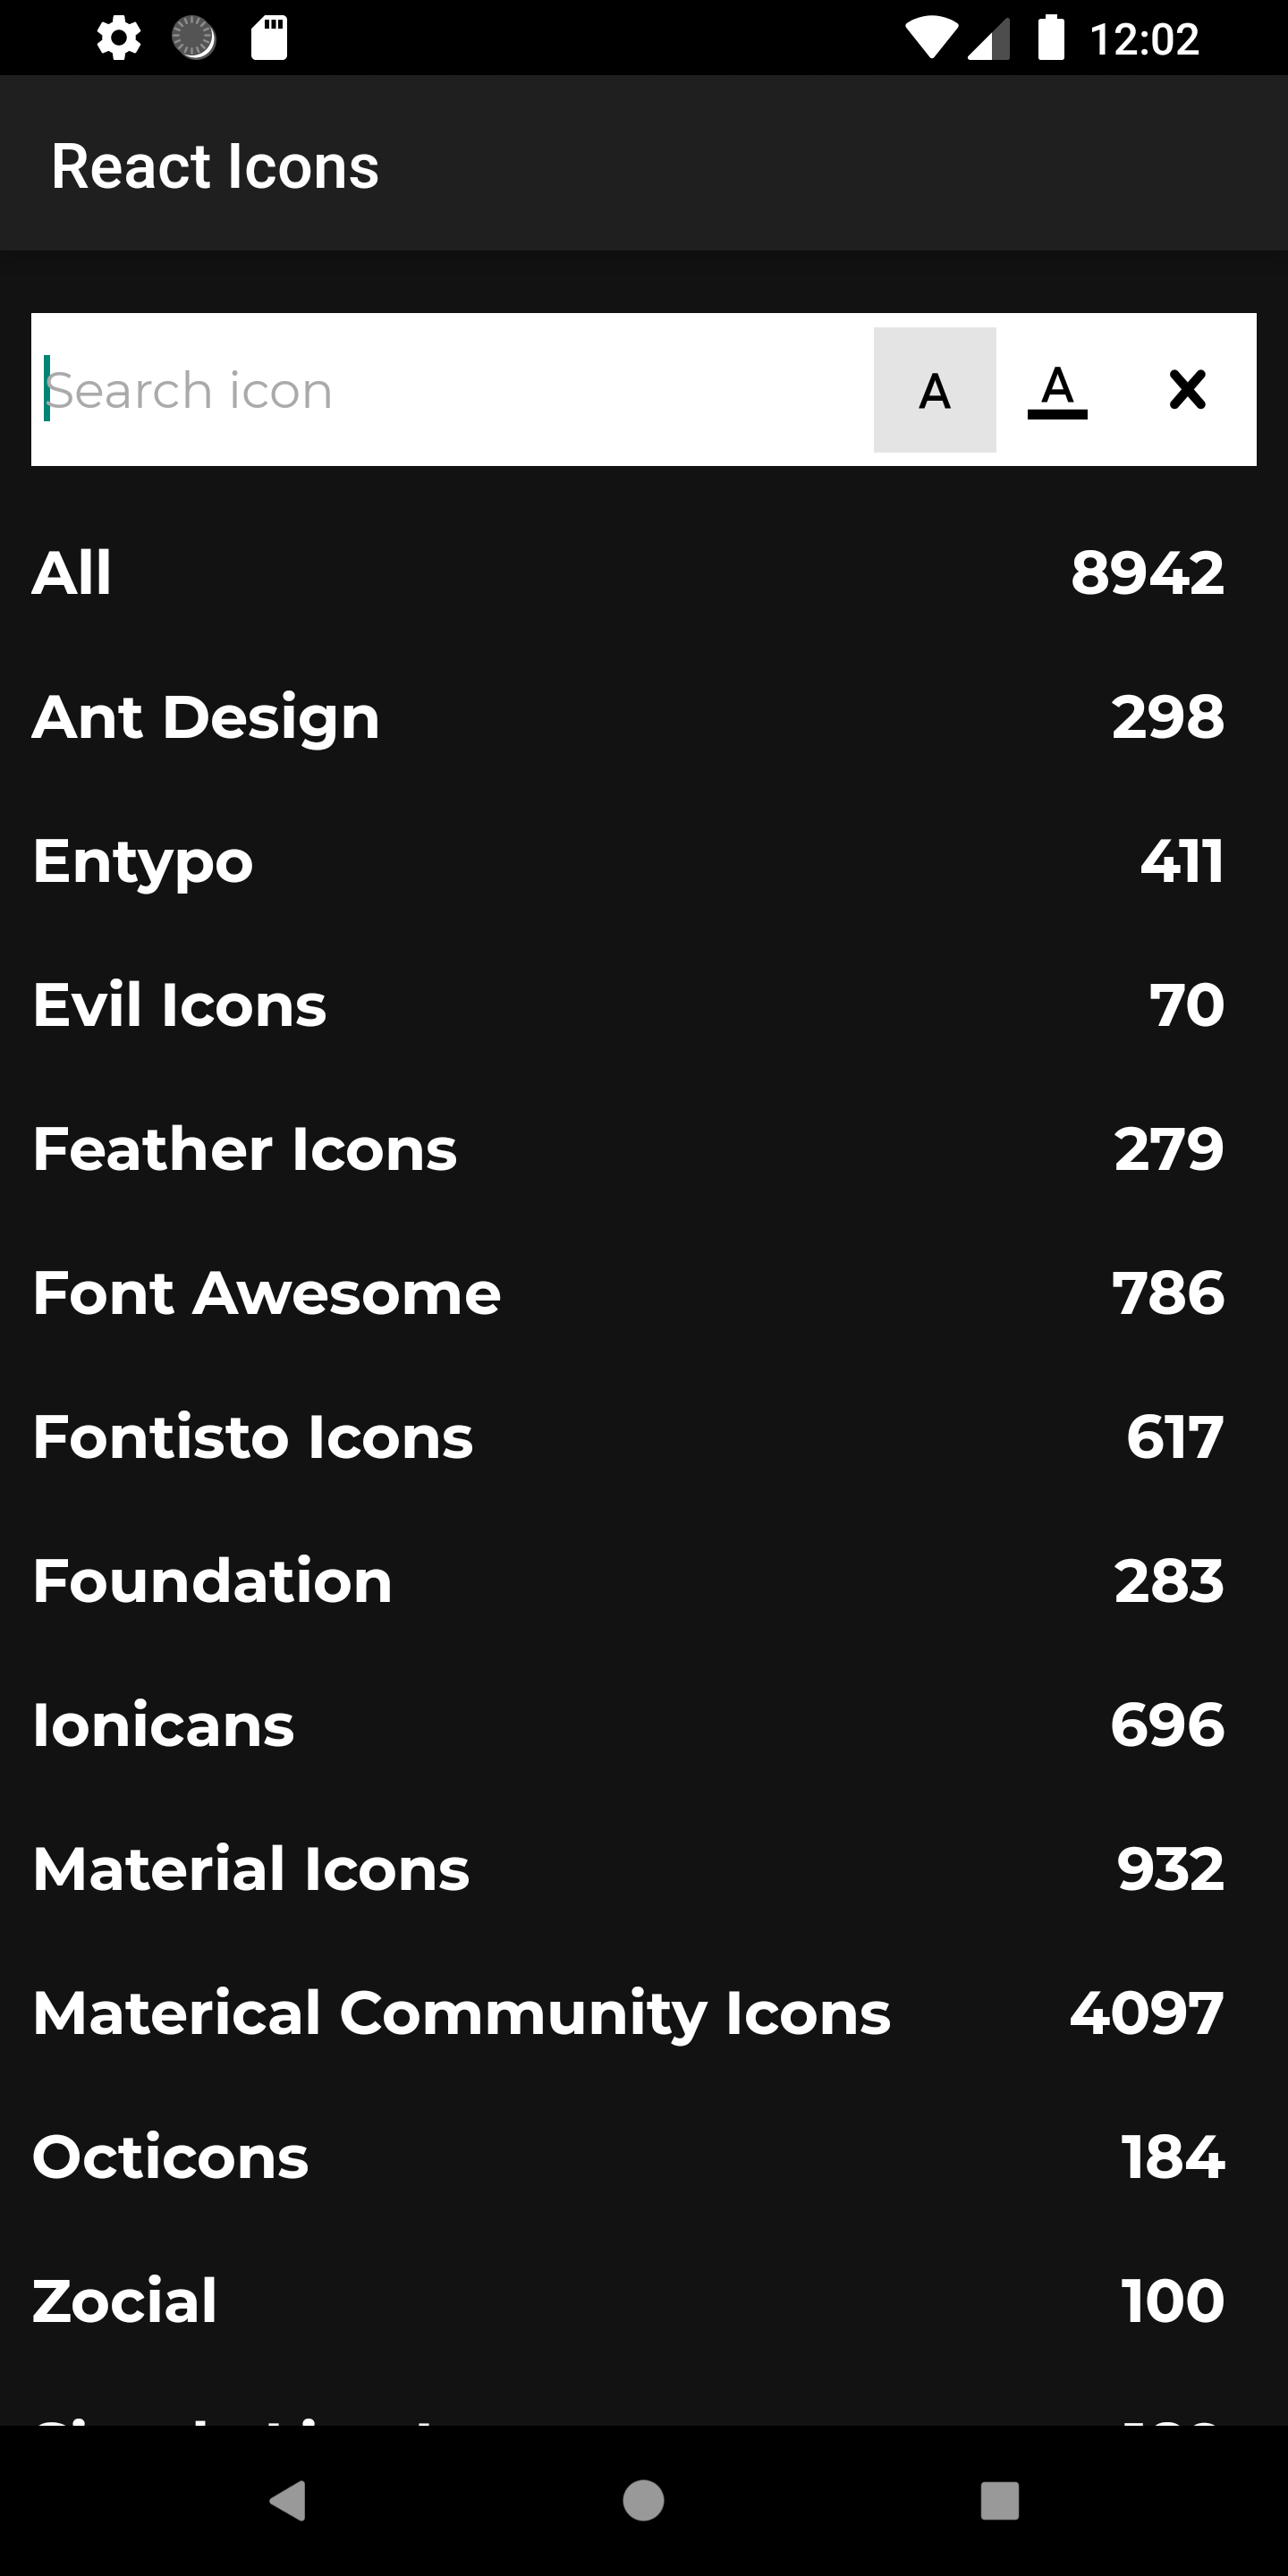 12:02
React Icons
Search icon A A
All 8942
Ant Design 298
Entypo 411
Evil Icons 70
Feather Icons 279
Font Awesome 786
Fontisto Icons 617
Foundation 283
Ionicans 696
Material Icons 932
Materical Community Icons 4097
Octicons 184
Zocial 100